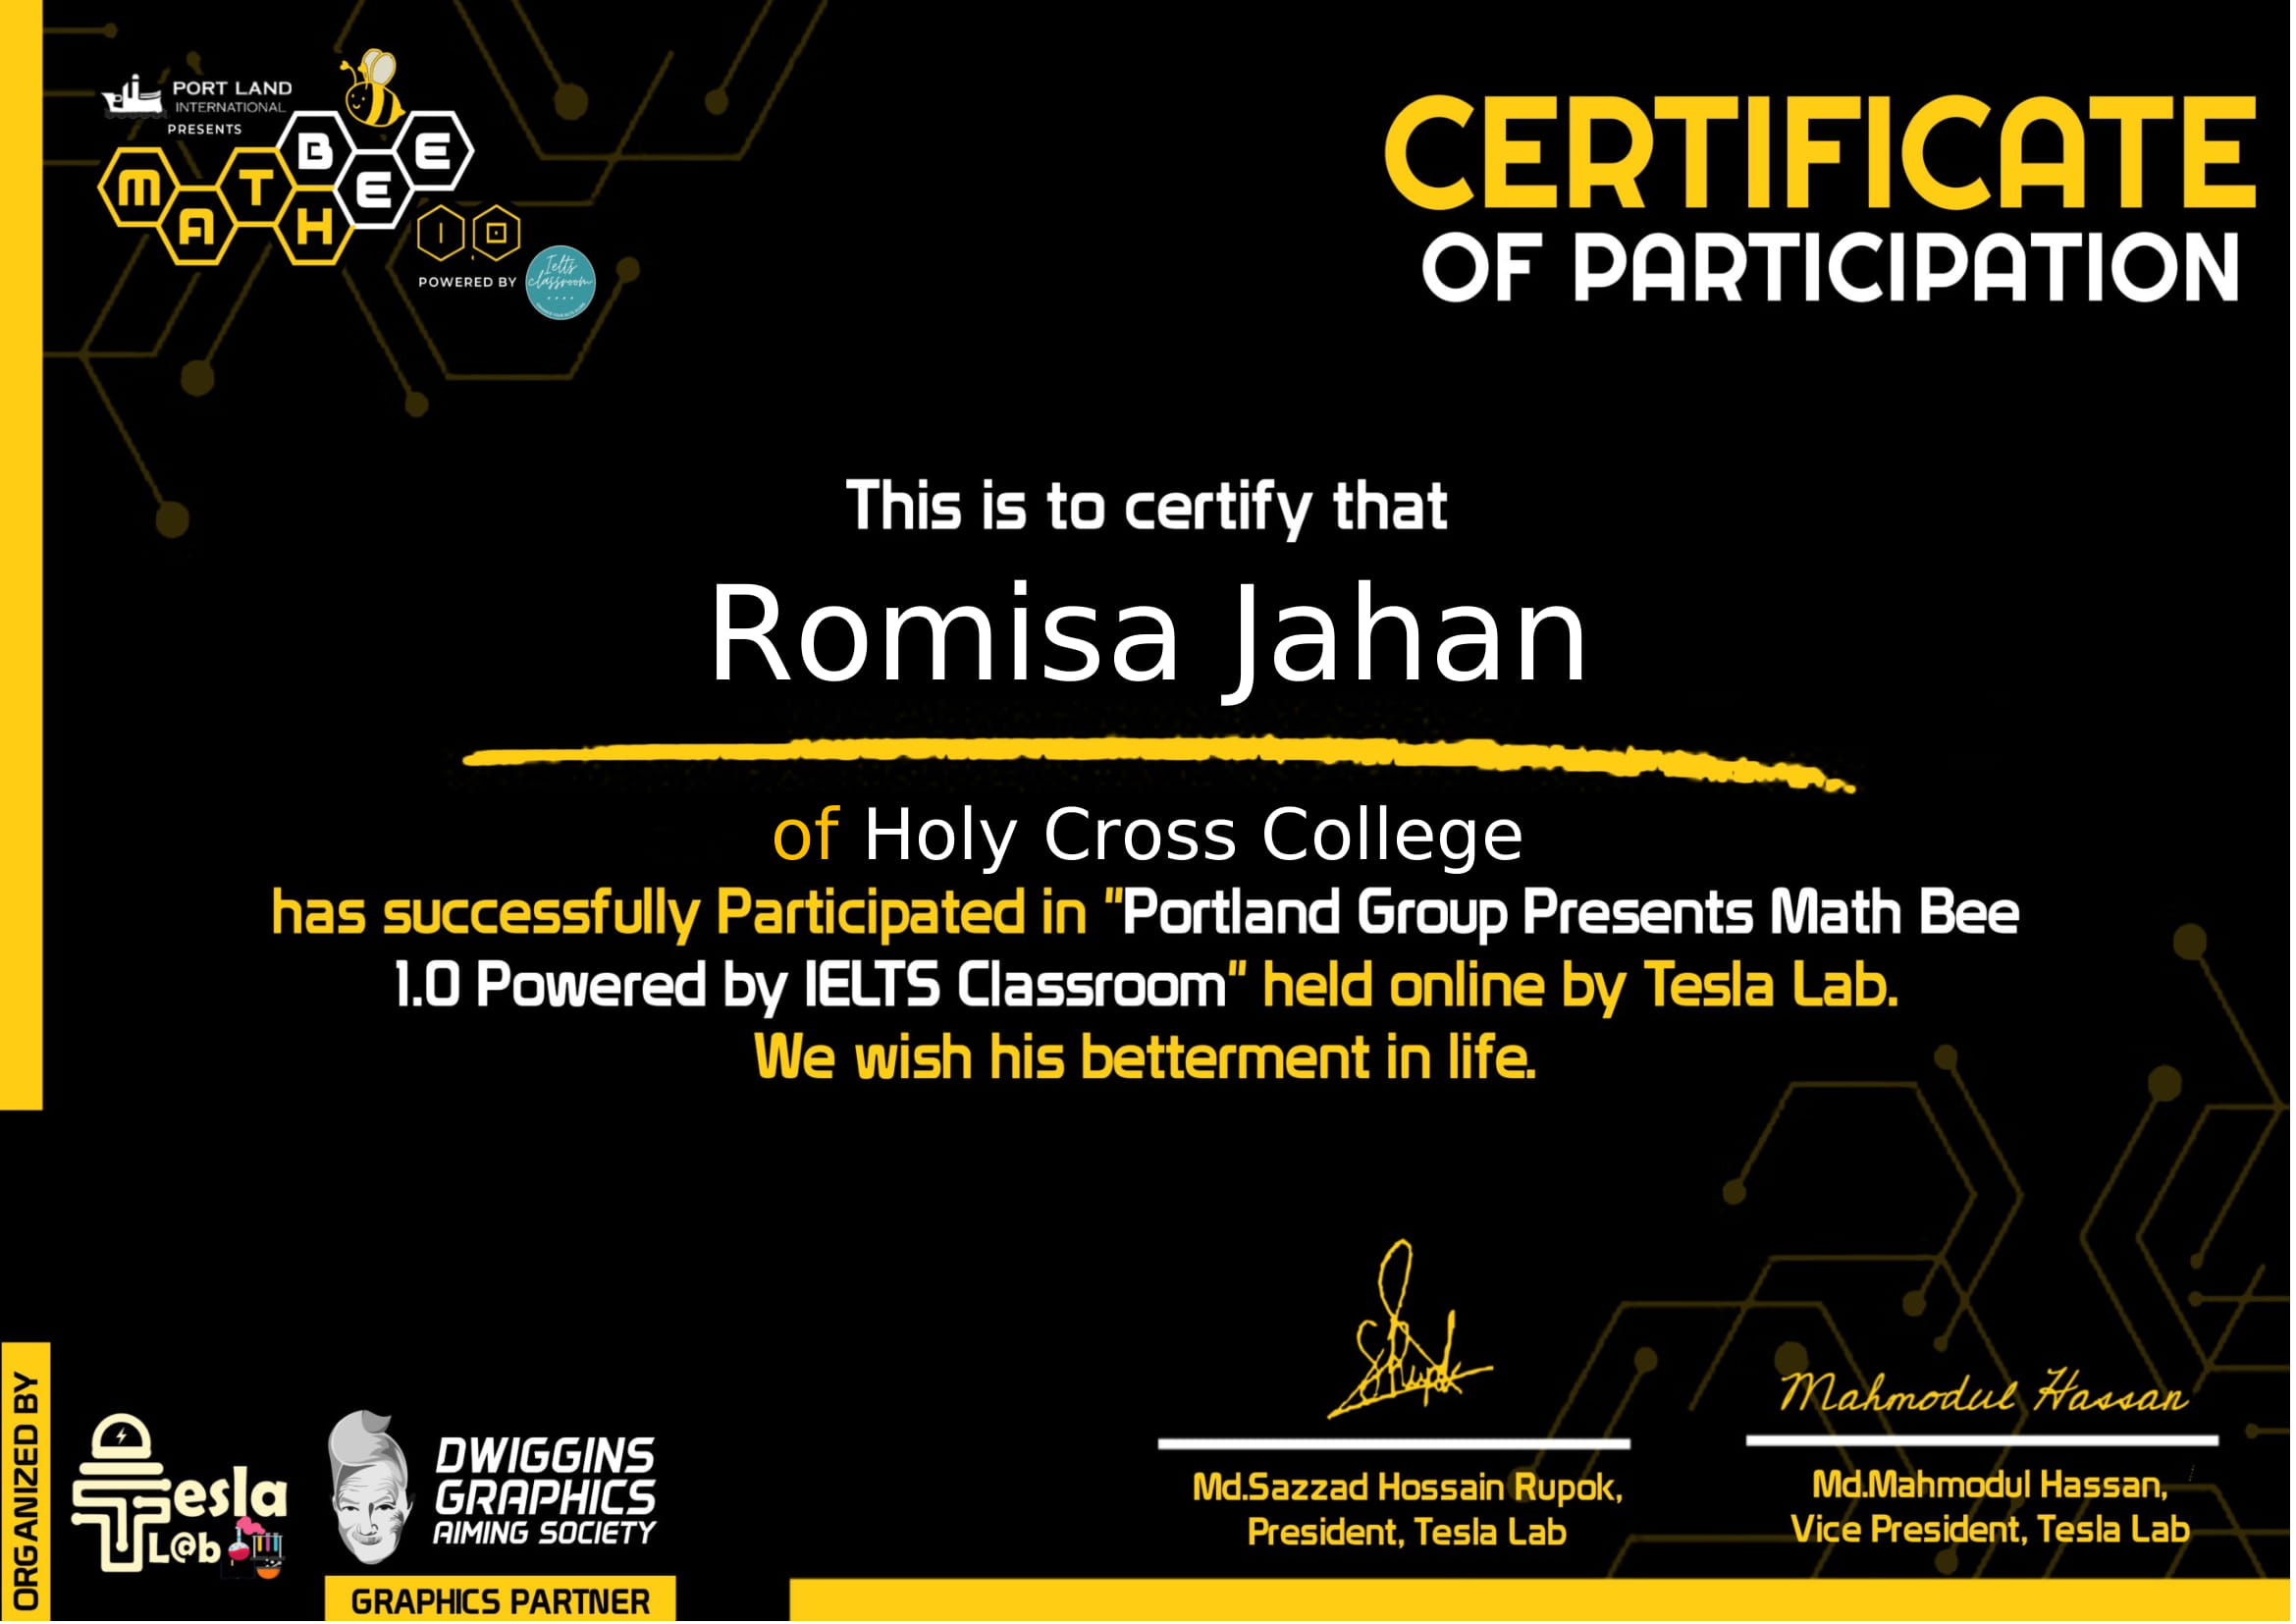 PORT LAND
INTERNATIONAL
PRESENTS
MATH BEE
1.0
POWERED BY Ielts classroom
CERTIFICATE
OF PARTICIPATION
This is to certify that
Romisa Jahan
of Holy Cross College
has successfully Participated in "Portland Group Presents Math Bee
1.0 Powered by IELTS Classroom" held online by Tesla Lab.
We wish his betterment in life.
ORGANIZED BY
Tesla
L@b
DWIGGINS
GRAPHICS
AIMING SOCIETY
GRAPHICS PARTNER
SRupok
Md.Sazzad Hossain Rupok,
President, Tesla Lab
Mahmodul Hassan
Md.Mahmodul Hassan,
Vice President, Tesla Lab